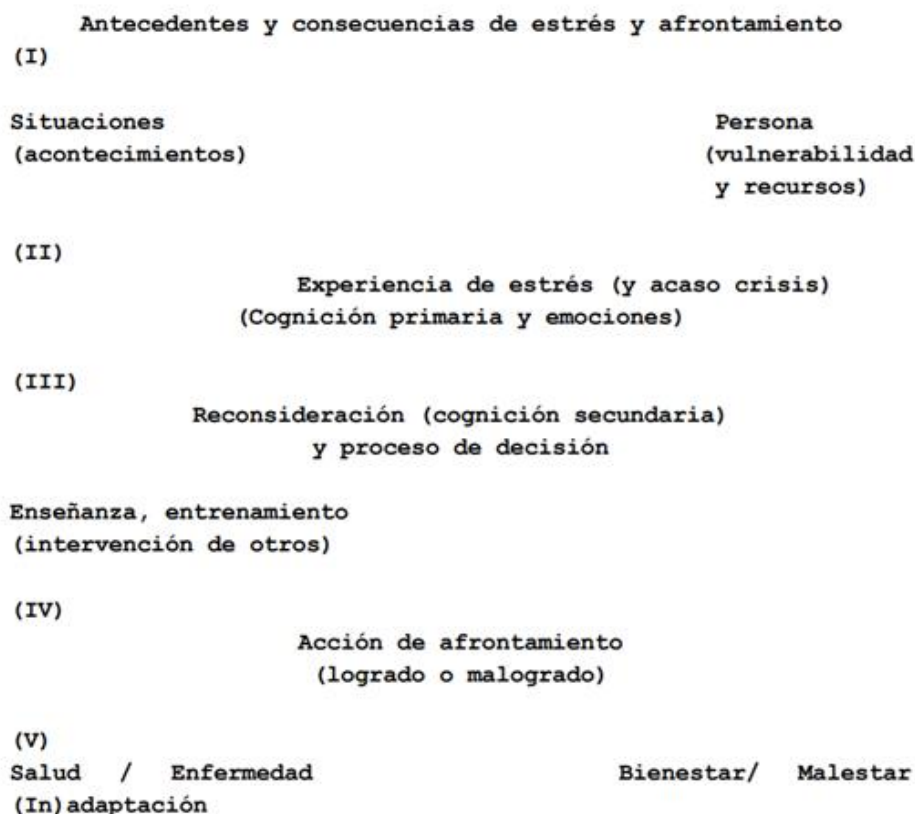 Antecedentes y consecuencias de estrés y afrontamiento
(I)
Situaciones Persona
(acontecimientos) (vulnerabilidad
y recursos)
(II)
Experiencia de estrés (y acaso crisis)
(Cognición primaria y emociones)
(III)
Reconsideración (cognición secundaria)
y proceso de decisión
Enseñanza, entrenamiento
(intervención de otros)
(IV)
Acción de afrontamiento
(logrado o malogrado)
(V)
Salud / Enfermedad Bienestar/ Malestar
(In)adaptación